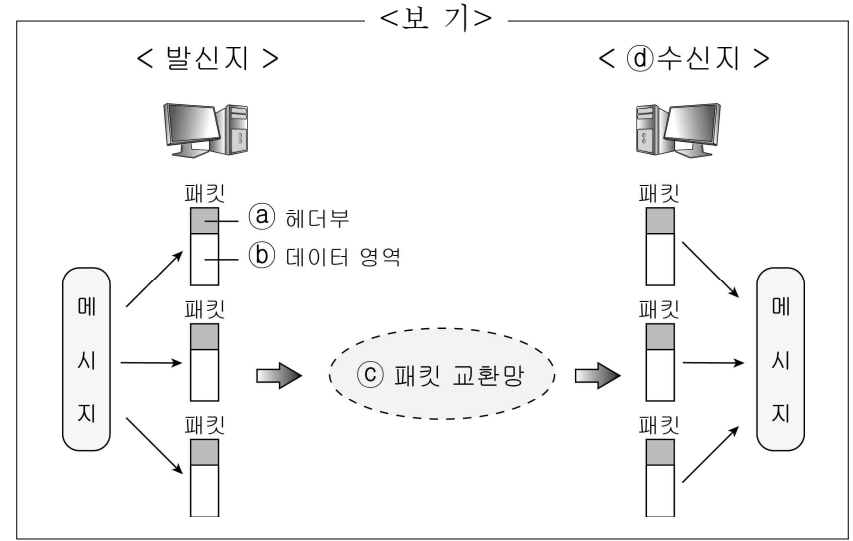 <보 기>
< 발신지 > < ⓓ수신지 >
패킷 패킷
ⓐ 헤더부
ⓑ 데이터 영역
메시지 메시지
패킷 패킷
ⓒ 패킷 교환망
패킷 패킷